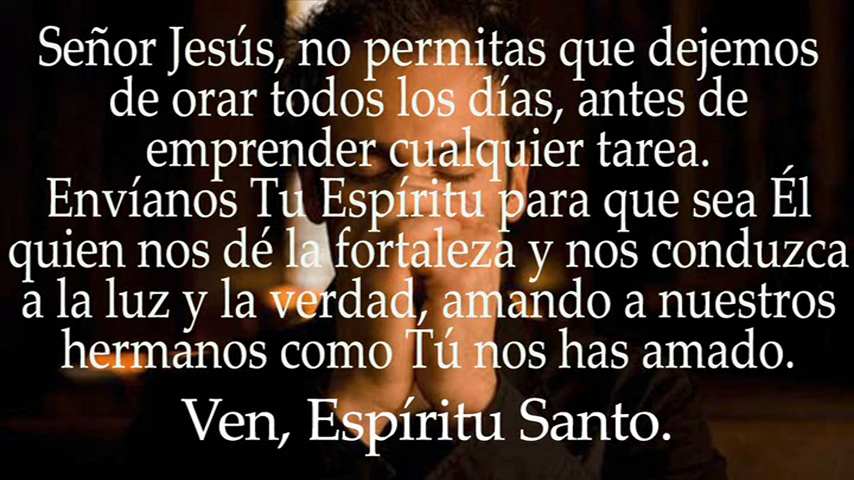 Señor Jesús, no permitas que dejemos
de orar todos los días, antes de
emprender cualquier tarea.
Envíanos Tu Espíritu para que sea Él
quien nos dé la fortaleza y nos conduzca
a la luz y la verdad, amando a nuestros
hermanos como Tú nos has amado.
Ven, Espíritu Santo.